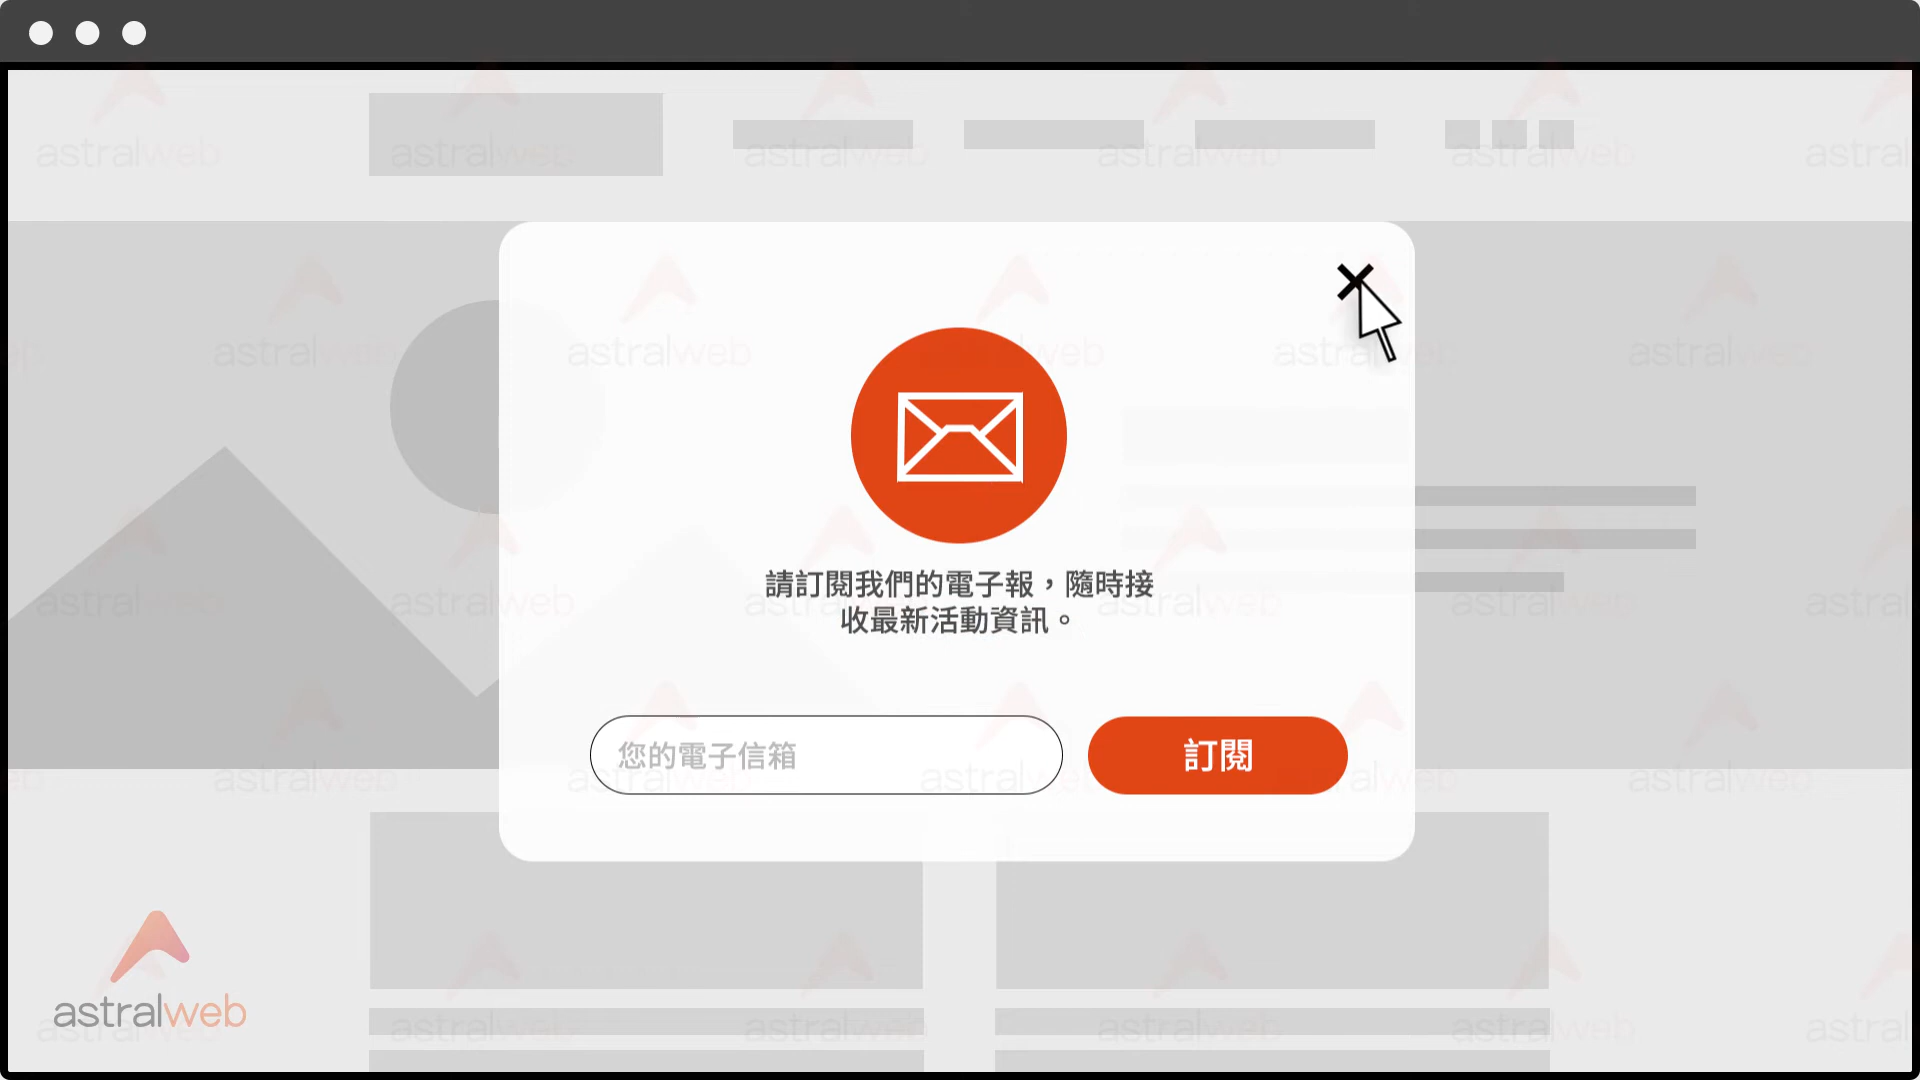 請訂閱我們的電子報，隨時接
收最新活動資訊。
您的電子信箱
訂閱
astralweb